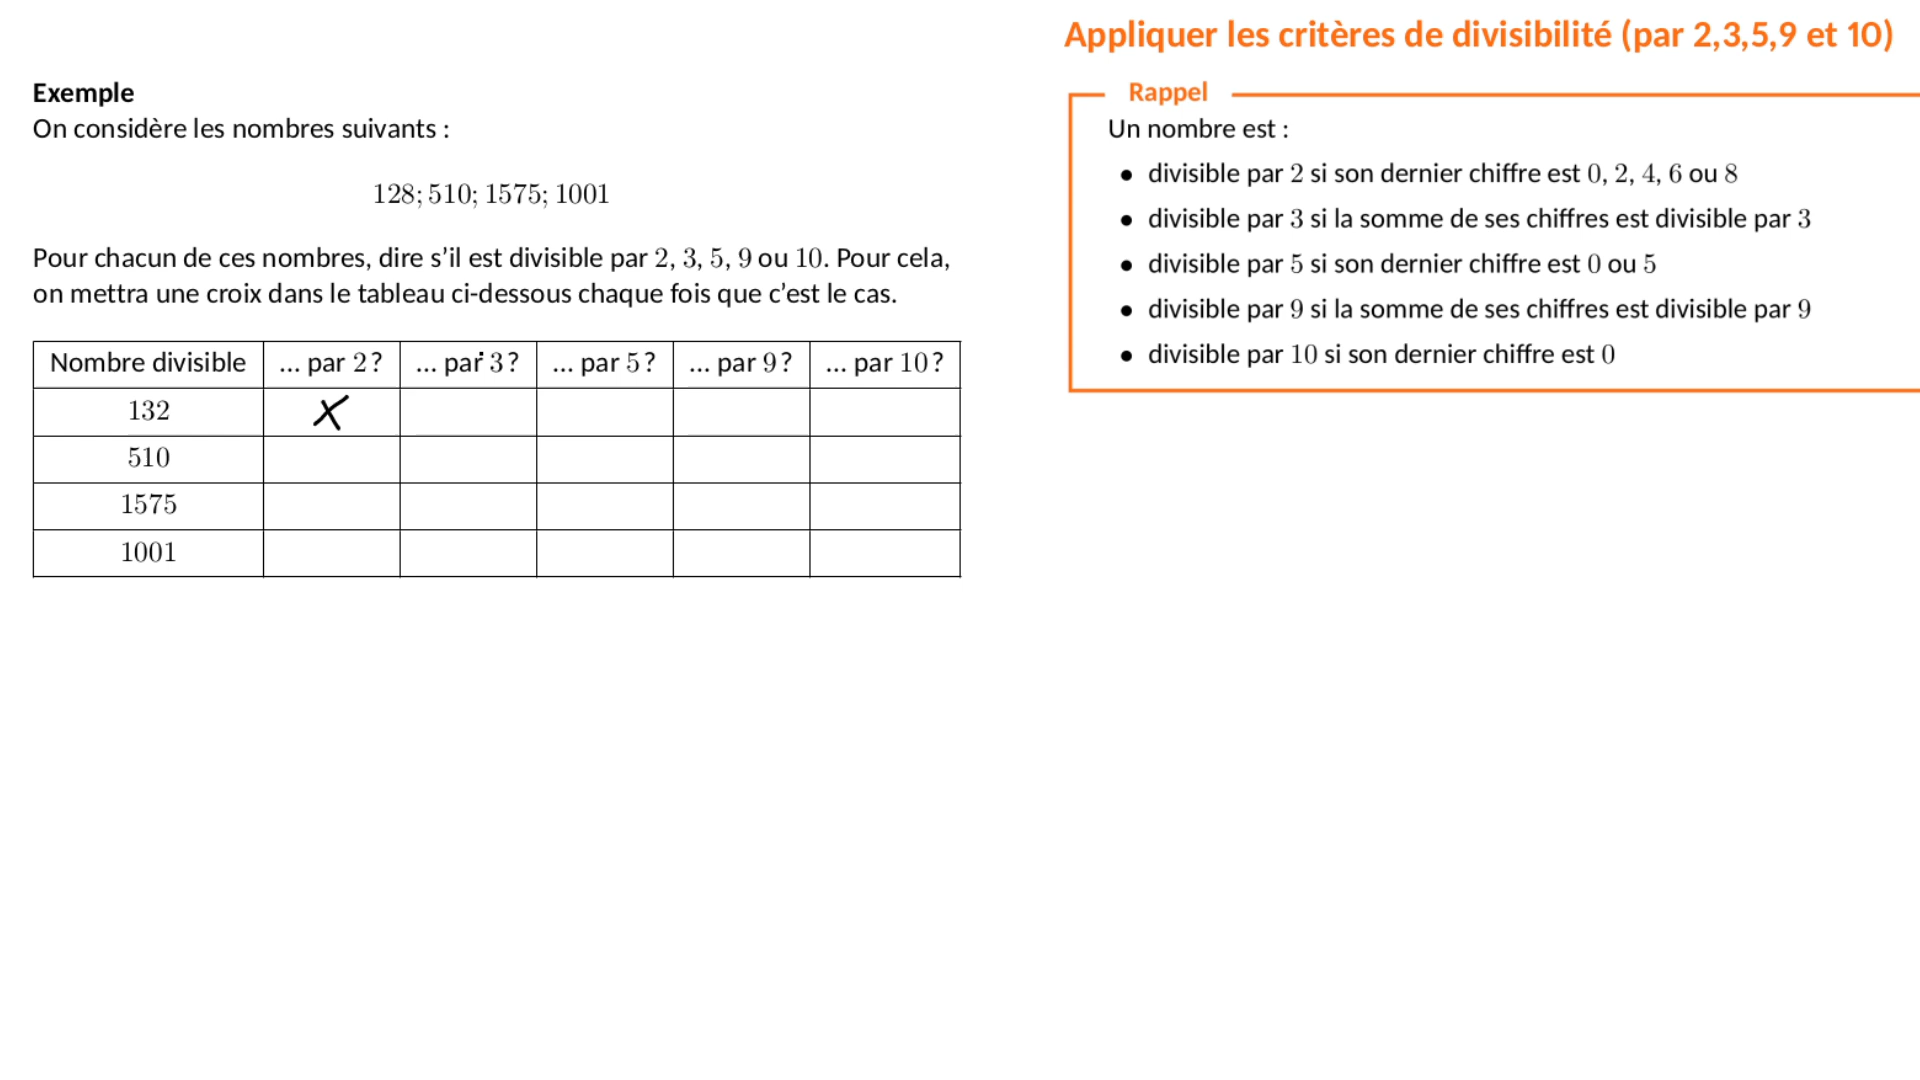 Appliquer les critères de divisibilité (par 2,3,5,9 et 10)
Exemple
On considère les nombres suivants :
128; 510; 1575; 1001
Pour chacun de ces nombres, dire s'il est divisible par 2, 3, 5, 9 ou 10. Pour cela,
on mettra une croix dans le tableau ci-dessous chaque fois que c'est le cas.
Nombre divisible ... par 2 ? ... par 3 ? ... par 5 ? ... par 9 ? ... par 10 ?
132 X
510
1575
1001
Rappel
Un nombre est :
• divisible par 2 si son dernier chiffre est 0, 2, 4, 6 ou 8
• divisible par 3 si la somme de ses chiffres est divisible par 3
• divisible par 5 si son dernier chiffre est 0 ou 5
• divisible par 9 si la somme de ses chiffres est divisible par 9
• divisible par 10 si son dernier chiffre est 0